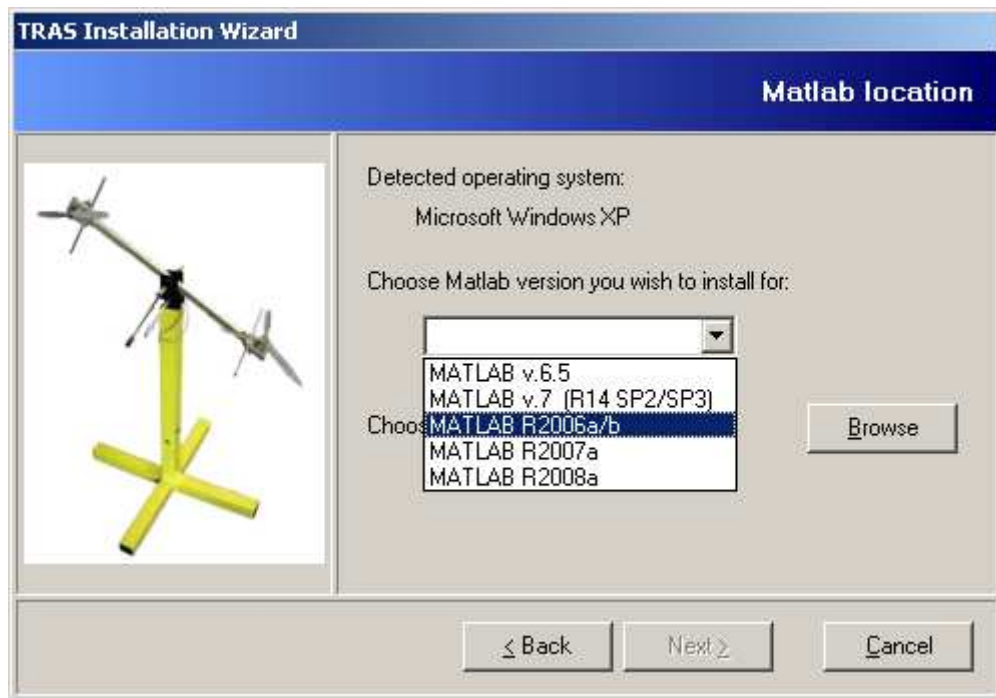 TRAS Installation Wizard
Matlab location
Detected operating system:
Microsoft Windows XP
Choose Matlab version you wish to install for:
MATLAB v.6.5
MATLAB v.7 (R14 SP2/SP3)
MATLAB R2006a/b
MATLAB R2007a
MATLAB R2008a
Browse
< Back
Next >
Cancel